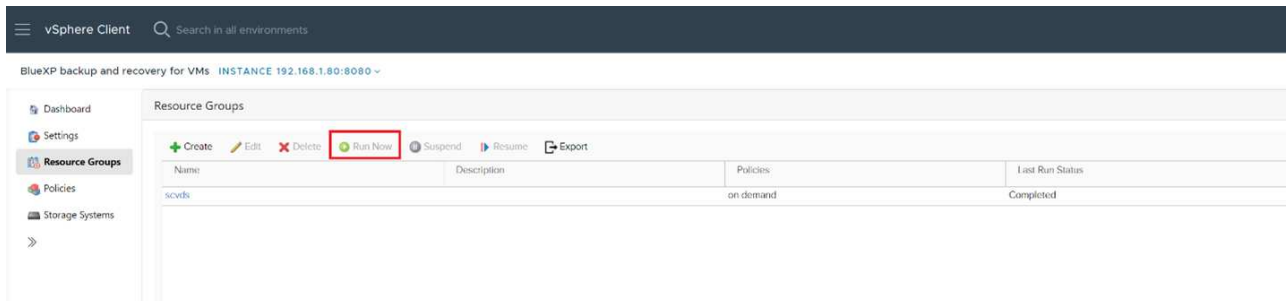 vSphere Client Search in all environments
BlueXP backup and recovery for VMs INSTANCE 192.168.1.80:8080
Dashboard
Settings
Resource Groups
Policies
Storage Systems
Resource Groups
Create Edit Delete Run Now Suspend Resume Export
Name Description Policies Last Run Status
scvds on demand Completed